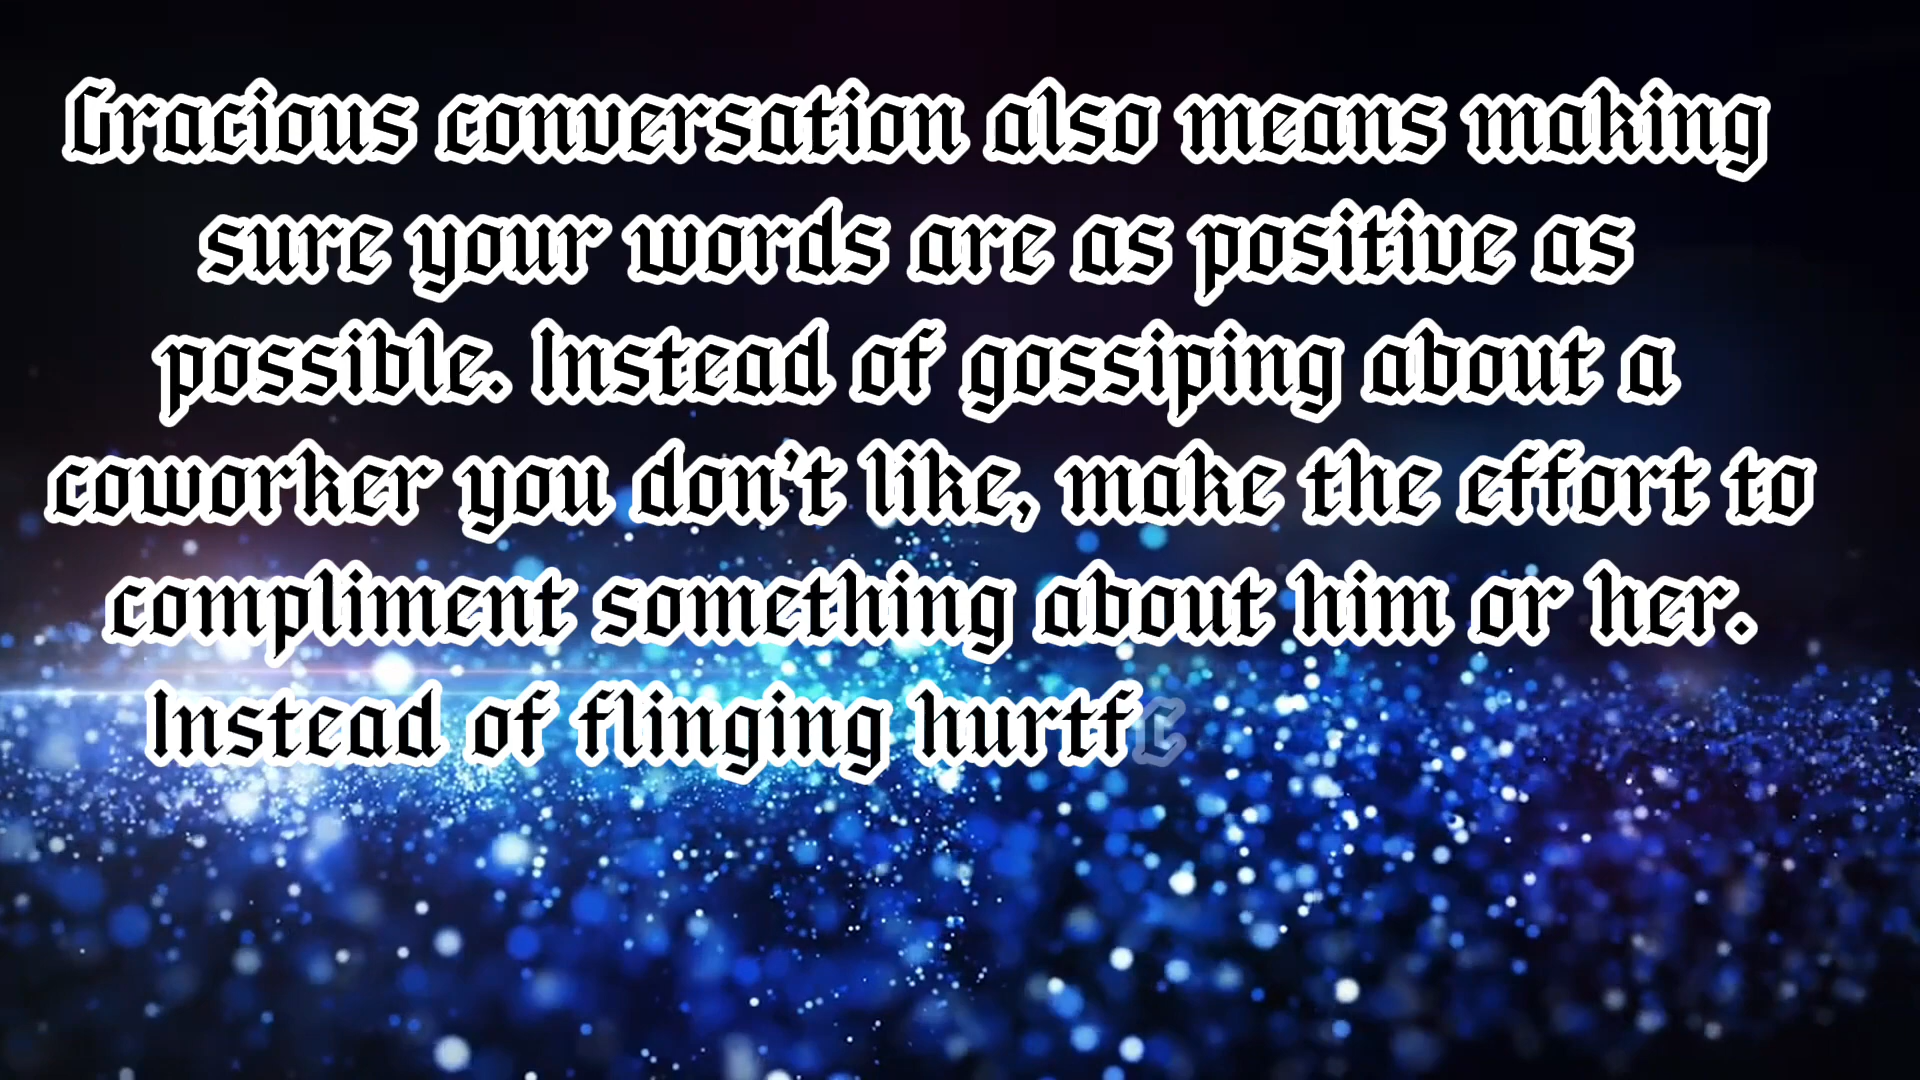 Gracious conversation also means making
sure your words are as positive as
possible. Instead of gossiping about a
coworker you don't like, make the effort to
compliment something about him or her.
Instead of flinging hurtf